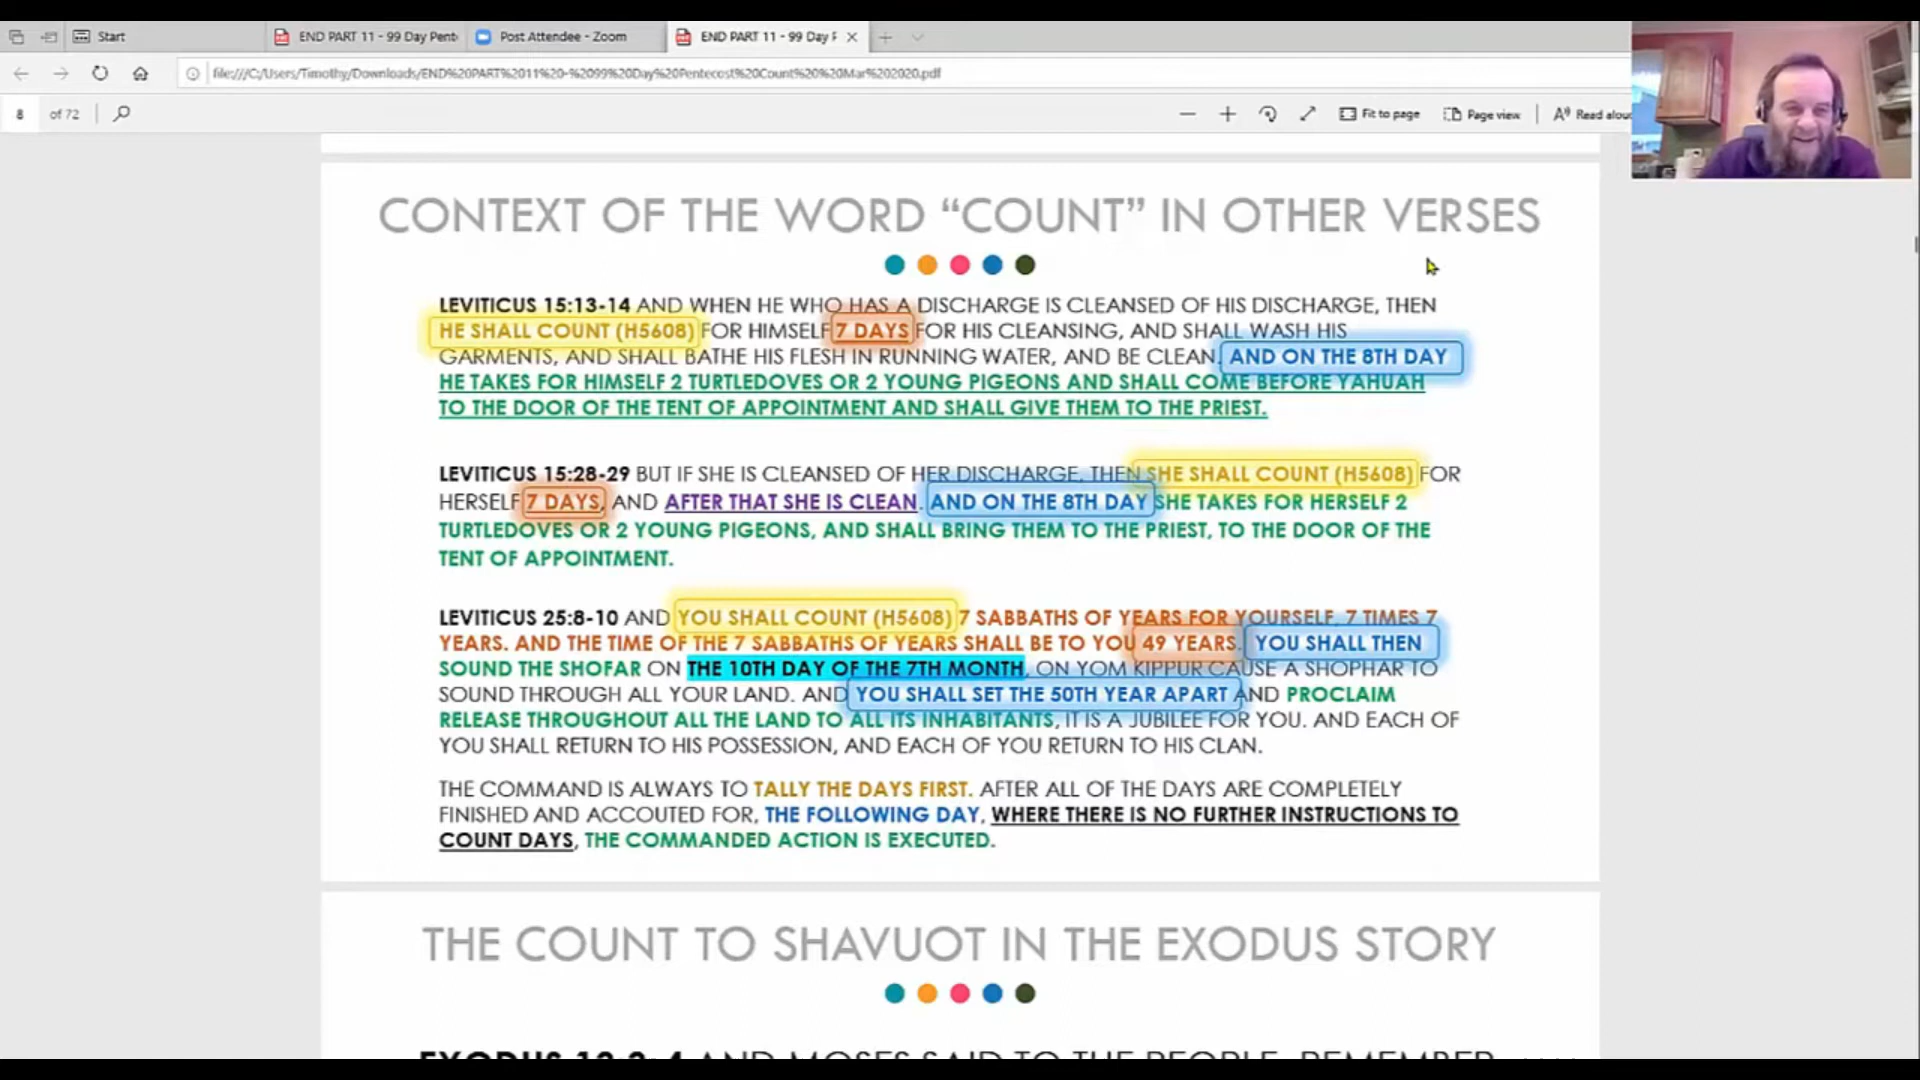 Start
END PART 11 - 99 Day Pent
Post Attendee - Zoom
END PART 11 - 99 Day F
file:///C:/Users/Timothy/Downloads/END%20PART%2011%20-%2099%20Day%20Pentecost%20Count%20%20Mar%202020.pdf
8 of 72
Fit to page
Page view
Read alou
CONTEXT OF THE WORD “COUNT” IN OTHER VERSES
LEVITICUS 15:13-14 AND WHEN HE WHO HAS A DISCHARGE IS CLEANSED OF HIS DISCHARGE, THEN
HE SHALL COUNT (H5608) FOR HIMSELF 7 DAYS FOR HIS CLEANSING, AND SHALL WASH HIS
GARMENTS, AND SHALL BATHE HIS FLESH IN RUNNING WATER, AND BE CLEAN. AND ON THE 8TH DAY
HE TAKES FOR HIMSELF 2 TURTLEDOVES OR 2 YOUNG PIGEONS AND SHALL COME BEFORE YAHUAH
TO THE DOOR OF THE TENT OF APPOINTMENT AND SHALL GIVE THEM TO THE PRIEST.
LEVITICUS 15:28-29 BUT IF SHE IS CLEANSED OF HER DISCHARGE, THEN SHE SHALL COUNT (H5608) FOR
HERSELF 7 DAYS, AND AFTER THAT SHE IS CLEAN. AND ON THE 8TH DAY SHE TAKES FOR HERSELF 2
TURTLEDOVES OR 2 YOUNG PIGEONS, AND SHALL BRING THEM TO THE PRIEST, TO THE DOOR OF THE
TENT OF APPOINTMENT.
LEVITICUS 25:8-10 AND YOU SHALL COUNT (H5608) 7 SABBATHS OF YEARS FOR YOURSELF, 7 TIMES 7
YEARS. AND THE TIME OF THE 7 SABBATHS OF YEARS SHALL BE TO YOU 49 YEARS. YOU SHALL THEN
SOUND THE SHOFAR ON THE 10TH DAY OF THE 7TH MONTH, ON YOM KIPPUR CAUSE A SHOPHAR TO
SOUND THROUGH ALL YOUR LAND. AND YOU SHALL SET THE 50TH YEAR APART AND PROCLAIM
RELEASE THROUGHOUT ALL THE LAND TO ALL ITS INHABITANTS, IT IS A JUBILEE FOR YOU. AND EACH OF
YOU SHALL RETURN TO HIS POSSESSION, AND EACH OF YOU RETURN TO HIS CLAN.
THE COMMAND IS ALWAYS TO TALLY THE DAYS FIRST. AFTER ALL OF THE DAYS ARE COMPLETELY
FINISHED AND ACCOUTED FOR, THE FOLLOWING DAY, WHERE THERE IS NO FURTHER INSTRUCTIONS TO
COUNT DAYS, THE COMMANDED ACTION IS EXECUTED.
THE COUNT TO SHAVUOT IN THE EXODUS STORY
AND MOSES SAID TO THE PEOPLE, REMEMBER